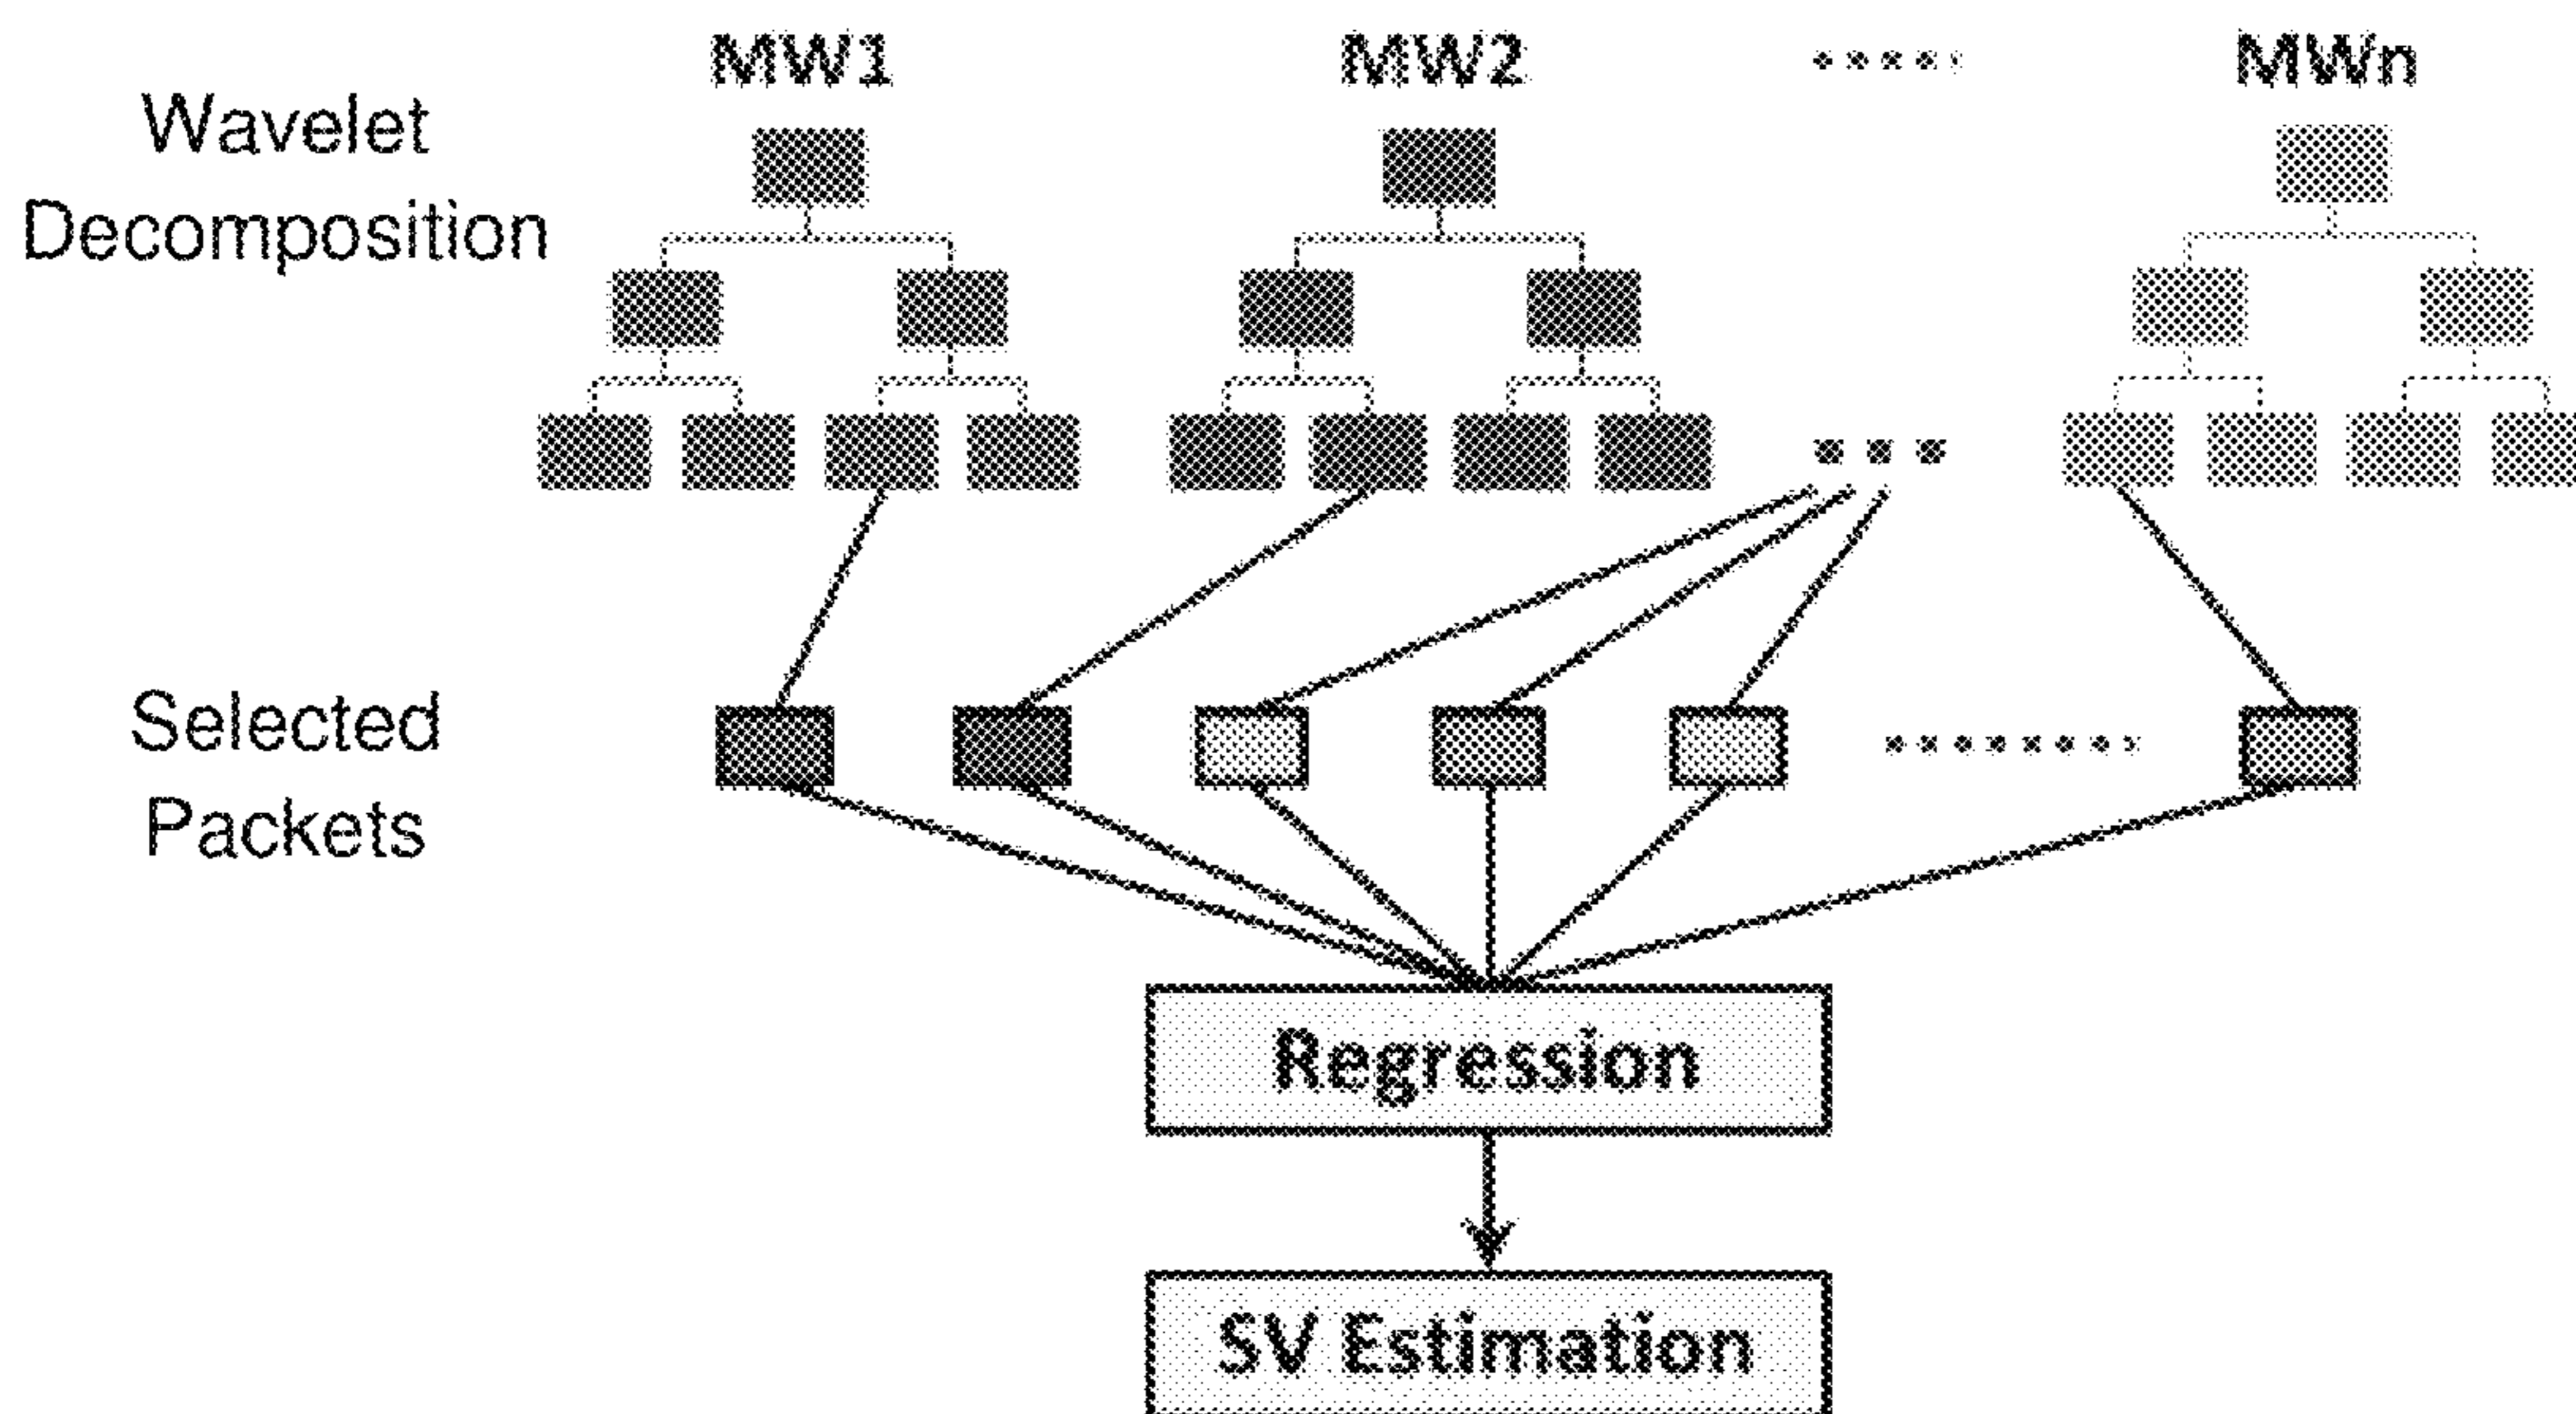 MW1 MW2 ..... MWn
Wavelet
Decomposition
Selected
Packets
Regression
SV Estimation